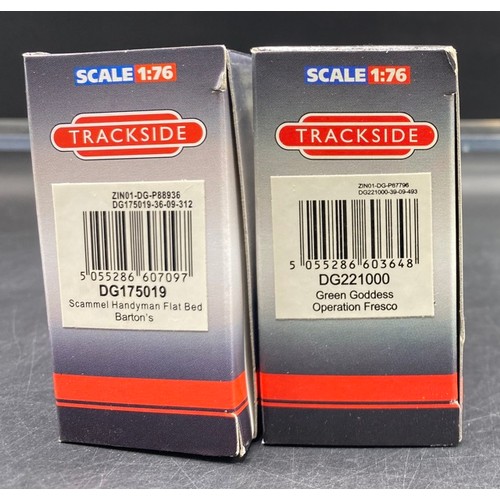 SCALE 1:76
TRACKSIDE
ZIN01-DG-P88936
DG175019-36-09-312
5 055286 607097
DG175019
Scammel Handyman Flat Bed
Barton's
SCALE 1:76
TRACKSIDE
ZIN01-DG-P87796
DG221000-39-09-493
5 055286 603648
DG221000
Green Goddess
Operation Fresco